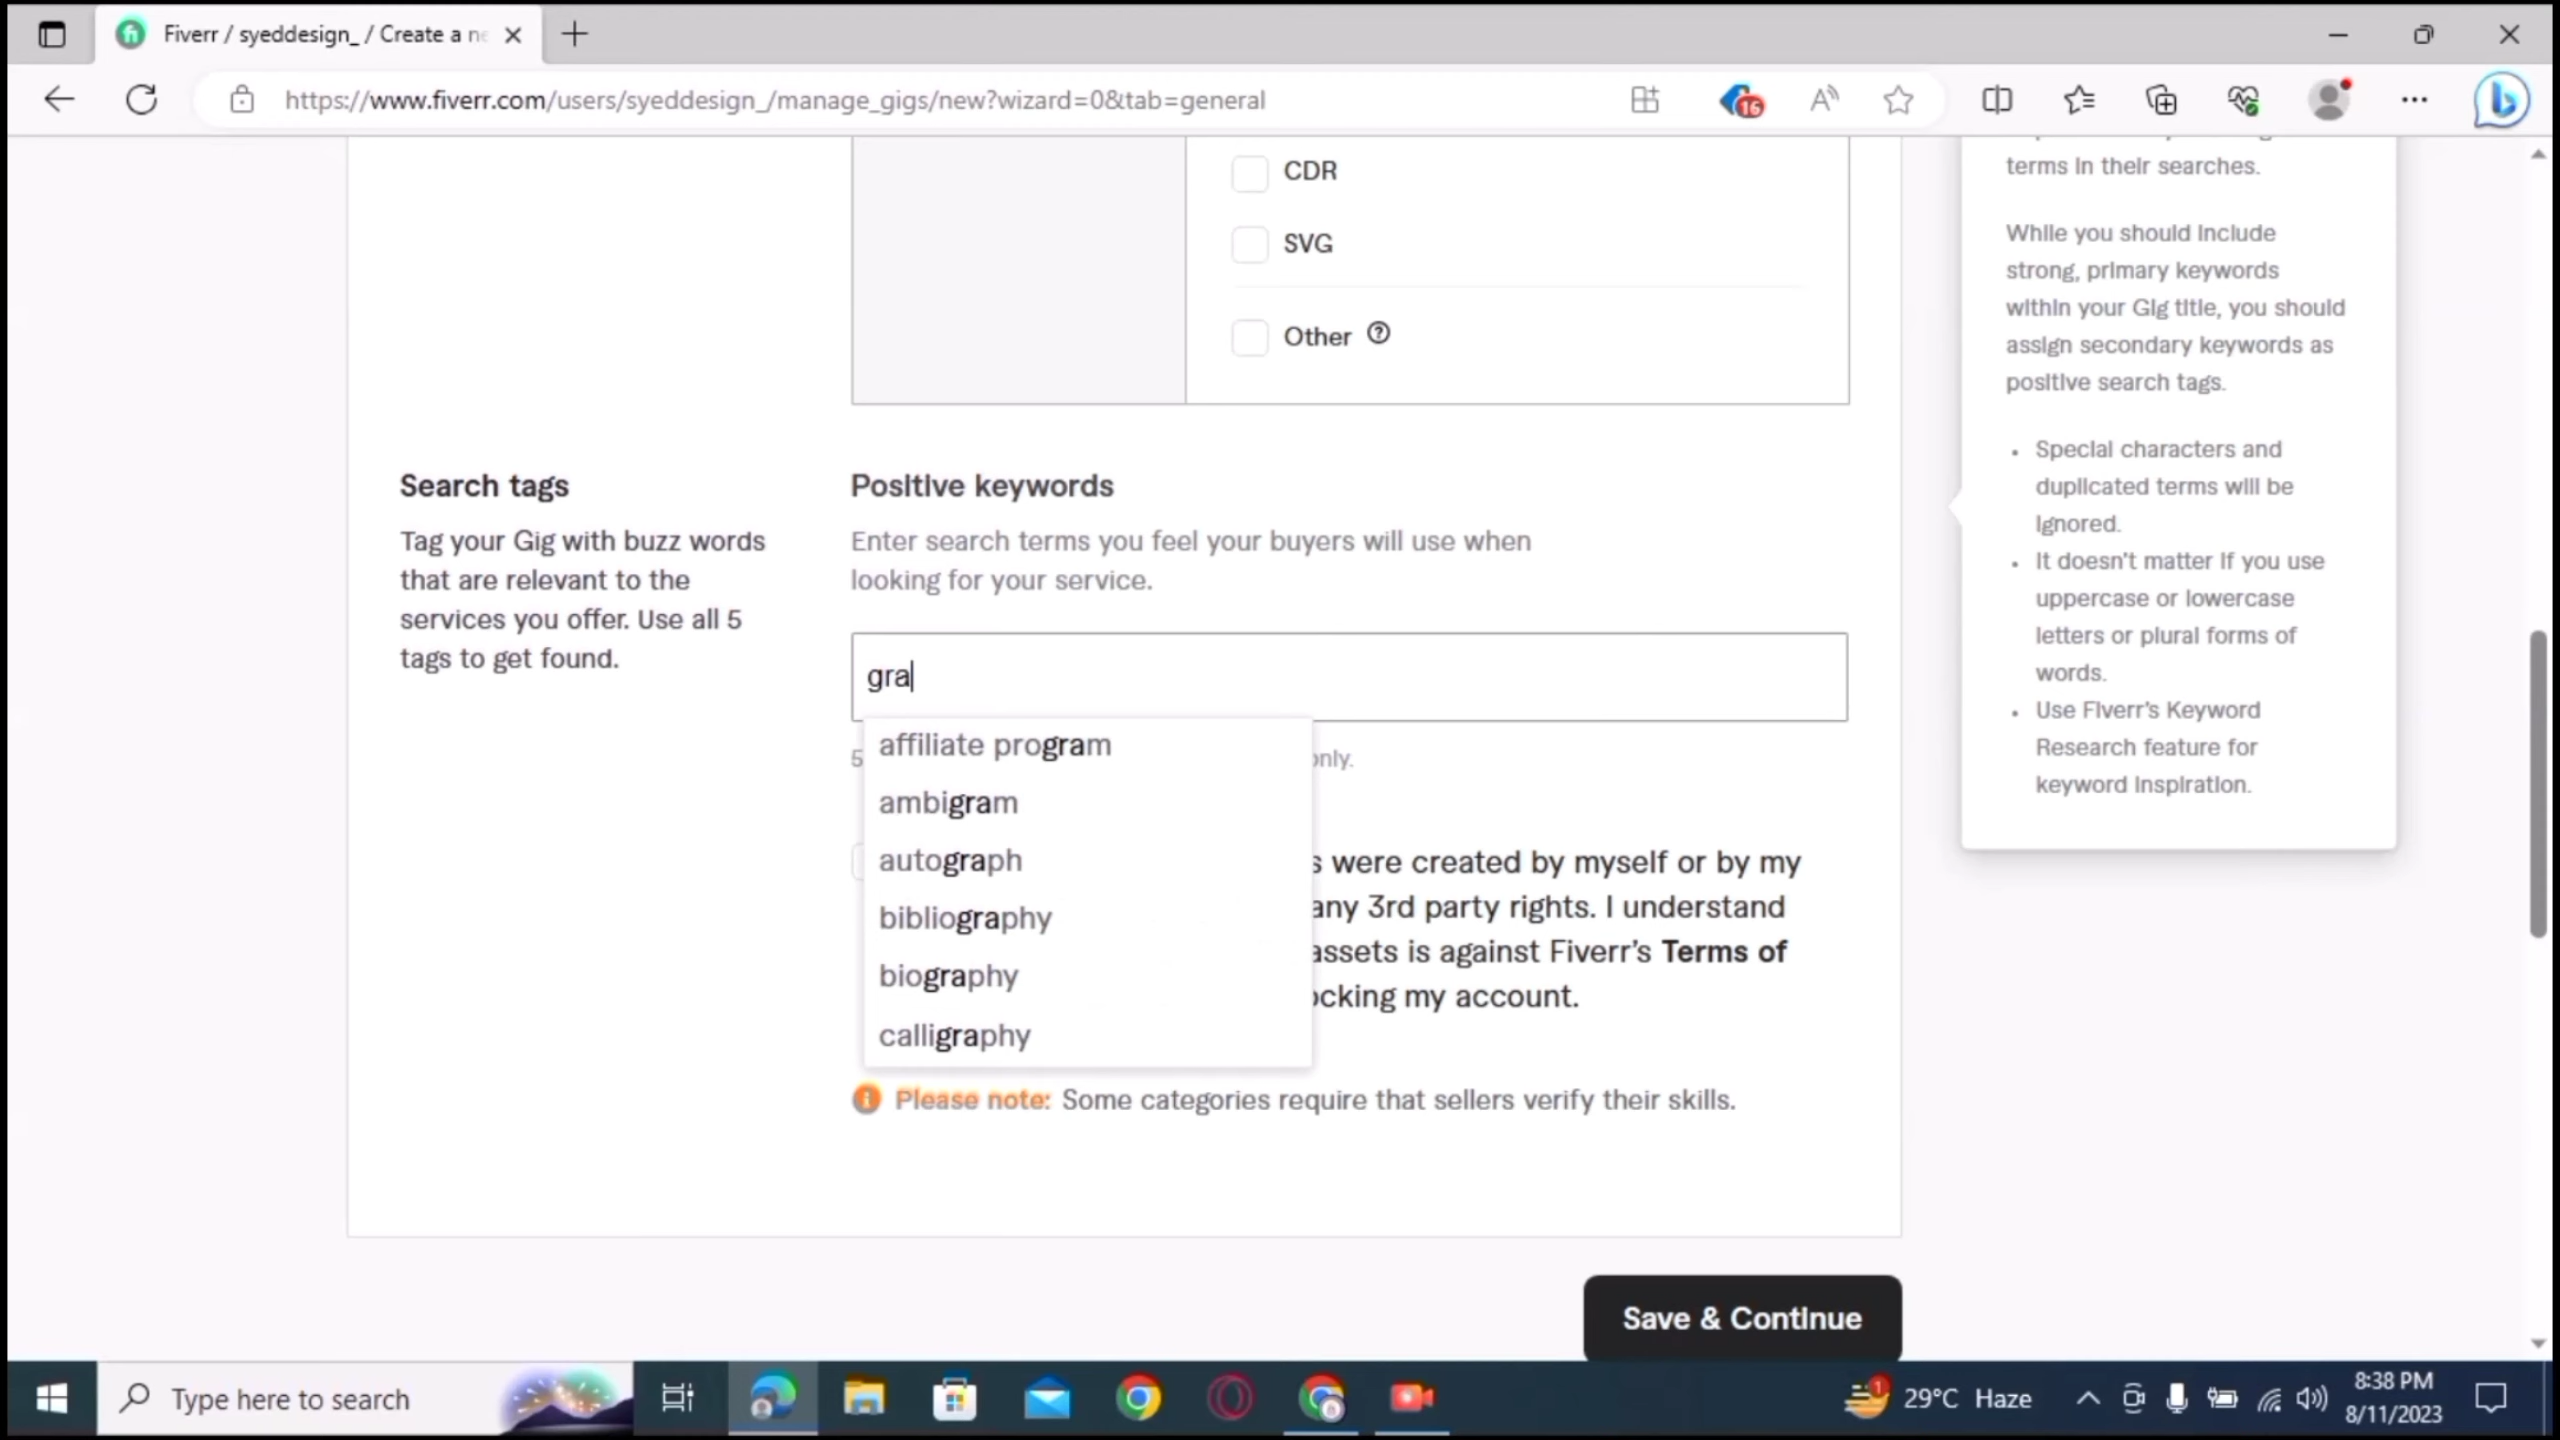 Fiverr / syeddesign_ / Create a ne
https://www.fiverr.com/users/syeddesign_/manage_gigs/new?wizard=0&tab=general
16
CDR
SVG
Other
terms in their searches.
While you should include
strong, primary keywords
within your Gig title, you should
assign secondary keywords as
positive search tags.
• Special characters and
duplicated terms will be
ignored.
• It doesn't matter if you use
uppercase or lowercase
letters or plural forms of
words.
• Use Fiverr's Keyword
Research feature for
keyword inspiration.
Search tags
Tag your Gig with buzz words
that are relevant to the
services you offer. Use all 5
tags to get found.
Positive keywords
Enter search terms you feel your buyers will use when
looking for your service.
gra
5
only.
affiliate program
ambigram
autograph
bibliography
biography
calligraphy
s were created by myself or by my
any 3rd party rights. I understand
assets is against Fiverr's Terms of
ocking my account.
Please note: Some categories require that sellers verify their skills.
Save & Continue
Type here to search
1
29°C Haze
8:38 PM
8/11/2023